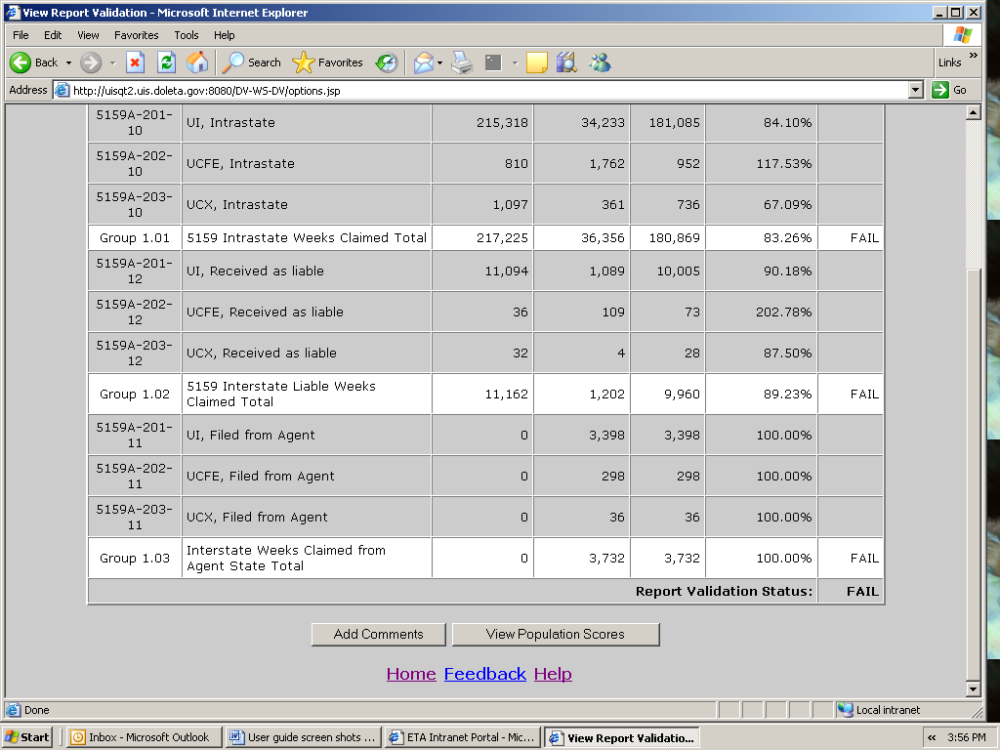 View Report Validation - Microsoft Internet Explorer
File Edit View Favorites Tools Help
Back Search Favorites Links »
Address http://uisqt2.uis.doleta.gov:8080/DV-WS-DV/options.jsp Go
5159A-201-
10
UI, Intrastate 215,318 34,233 181,085 84.10%
5159A-202-
10
UCFE, Intrastate 810 1,762 952 117.53%
5159A-203-
10
UCX, Intrastate 1,097 361 736 67.09%
Group 1.01 5159 Intrastate Weeks Claimed Total 217,225 36,356 180,869 83.26% FAIL
5159A-201-
12
UI, Received as liable 11,094 1,089 10,005 90.18%
5159A-202-
12
UCFE, Received as liable 36 109 73 202.78%
5159A-203-
12
UCX, Received as liable 32 4 28 87.50%
Group 1.02 5159 Interstate Liable Weeks
Claimed Total 11,162 1,202 9,960 89.23% FAIL
5159A-201-
11
UI, Filed from Agent 0 3,398 3,398 100.00%
5159A-202-
11
UCFE, Filed from Agent 0 298 298 100.00%
5159A-203-
11
UCX, Filed from Agent 0 36 36 100.00%
Group 1.03 Interstate Weeks Claimed from
Agent State Total 0 3,732 3,732 100.00% FAIL
Report Validation Status: FAIL
Add Comments View Population Scores
Home Feedback Help
Done Local intranet
Start Inbox - Microsoft Outlook User guide screen shots ... ETA Intranet Portal - Mic... View Report Validatio... « 3:56 PM